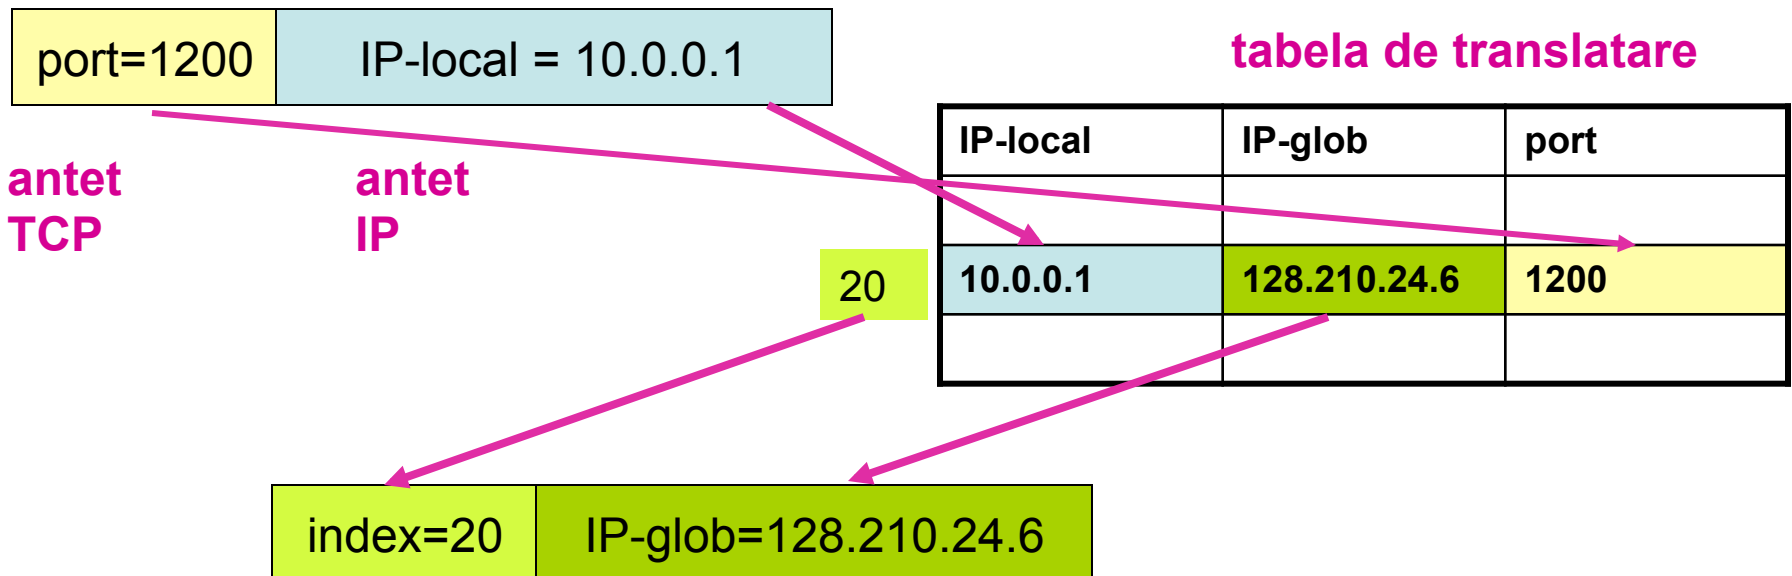 port=1200 IP-local = 10.0.0.1
tabela de translatare
antet TCP
antet IP
IP-local IP-glob port
20 10.0.0.1 128.210.24.6 1200
index=20 IP-glob=128.210.24.6